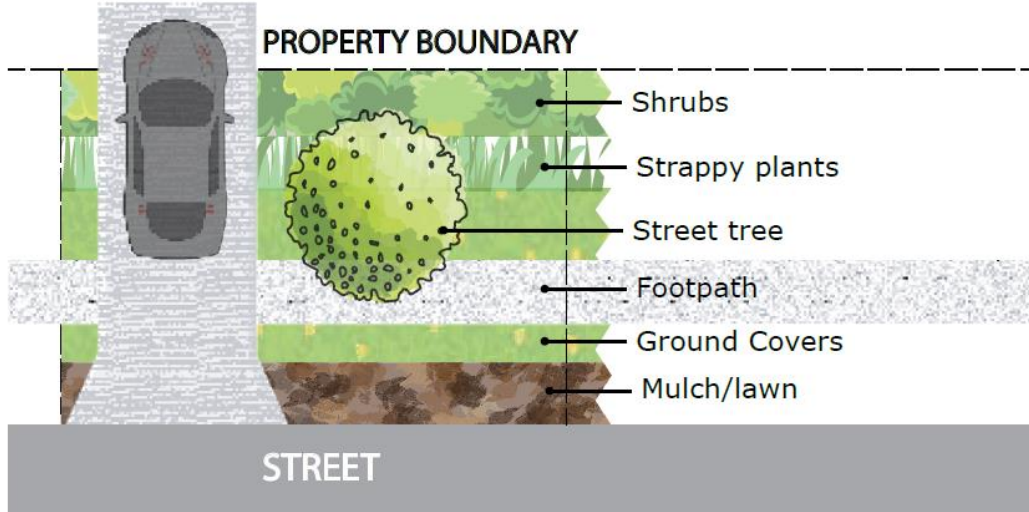 PROPERTY BOUNDARY
Shrubs
Strappy plants
Street tree
Footpath
Ground Covers
Mulch/lawn
STREET